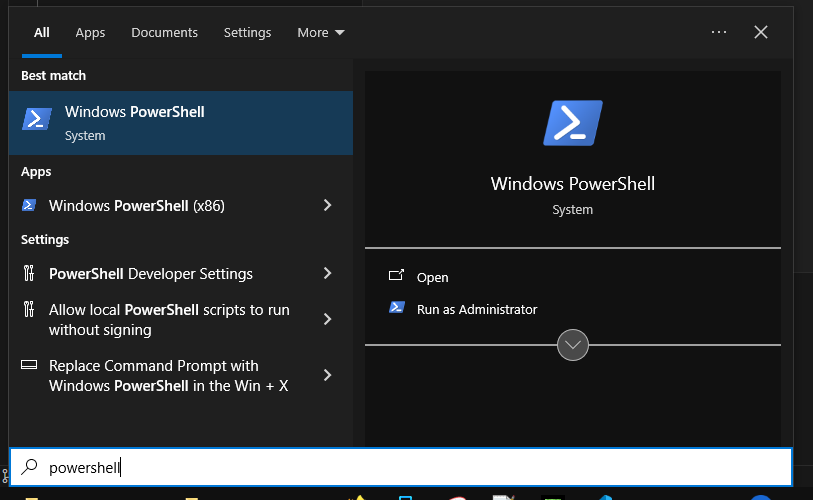 All Apps Documents Settings More
Best match
Windows PowerShell
System
Apps
Windows PowerShell (x86)
Settings
PowerShell Developer Settings
Allow local PowerShell scripts to run
without signing
Replace Command Prompt with
Windows PowerShell in the Win + X
Windows PowerShell
System
Open
Run as Administrator
powershell